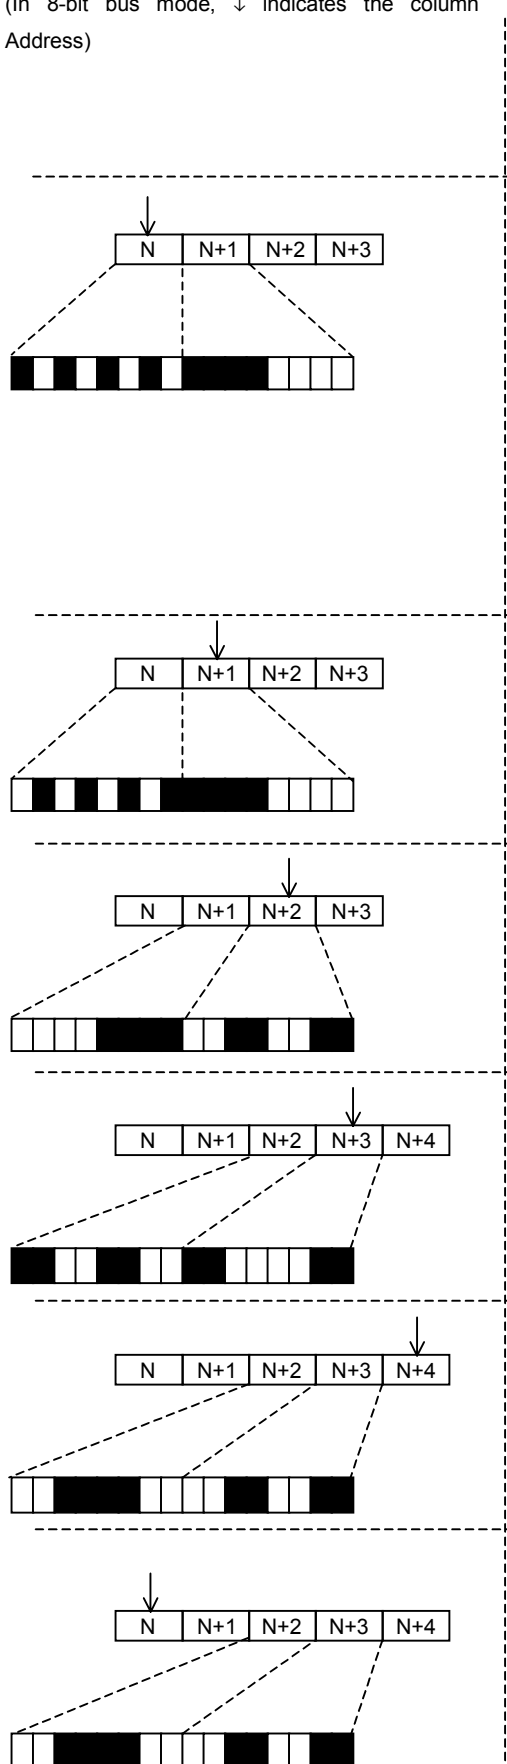 (In 8-bit bus mode, ↓ indicates the column
Address)
N N+1 N+2 N+3
N N+1 N+2 N+3
N N+1 N+2 N+3
N N+1 N+2 N+3 N+4
N N+1 N+2 N+3 N+4
N N+1 N+2 N+3 N+4